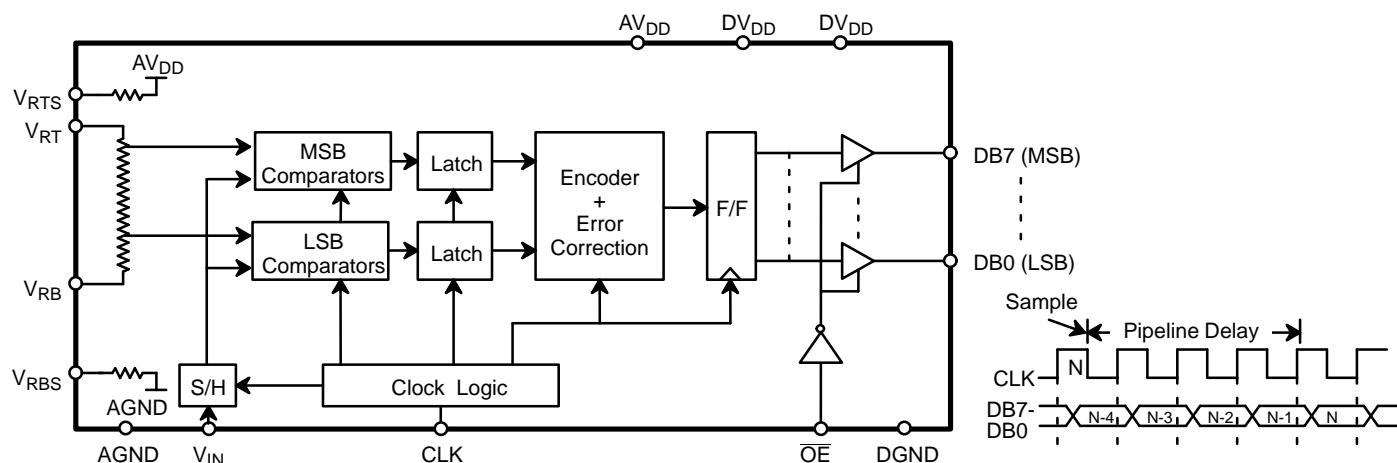 AVDD DVDD DVDD
AVDD
VRTS
VRT
MSB
Comparators
Latch
Encoder
+
Error
Correction
F/F
DB7 (MSB)
LSB
Comparators
Latch
DB0 (LSB)
VRB
VRBS
AGND
S/H
Clock Logic
AGND
VIN
CLK
OE
DGND
Sample
Pipeline Delay
CLK
N
DB7-
DB0
N-4 N-3 N-2 N-1 N